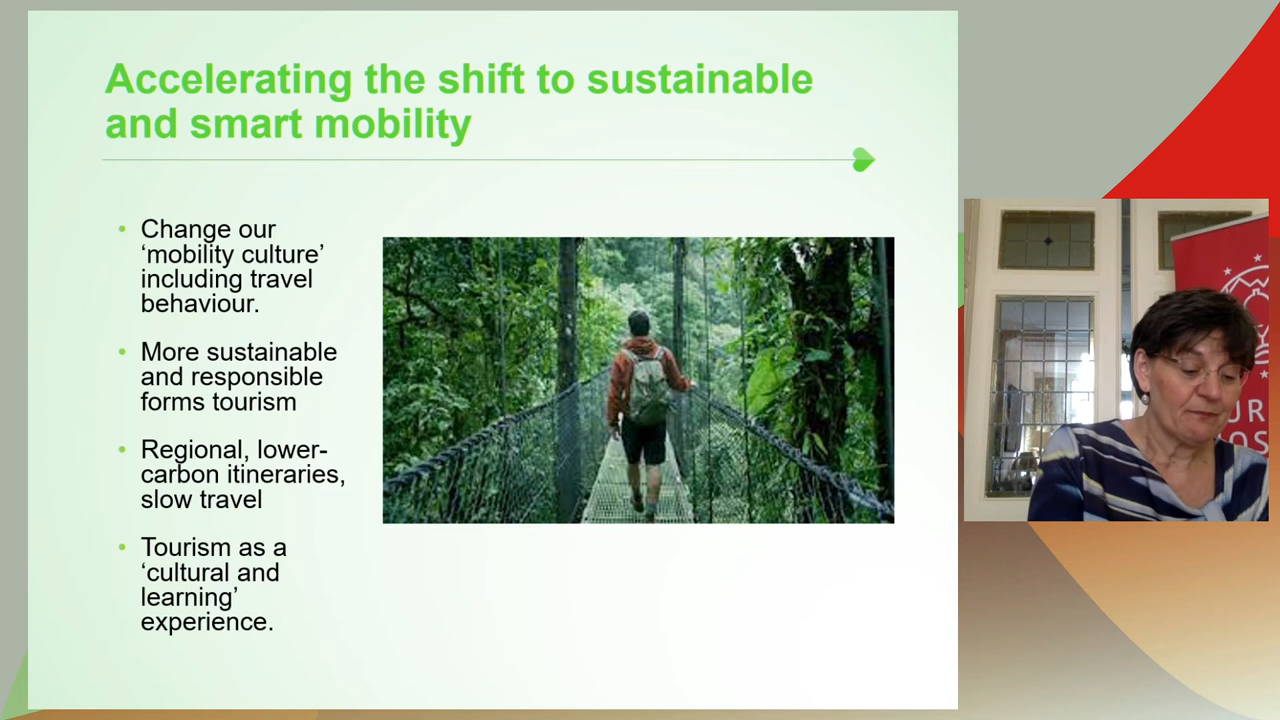 Accelerating the shift to sustainable
and smart mobility
• Change our
‘mobility culture’
including travel
behaviour.
• More sustainable
and responsible
forms tourism
• Regional, lower-
carbon itineraries,
slow travel
• Tourism as a
‘cultural and
learning’
experience.